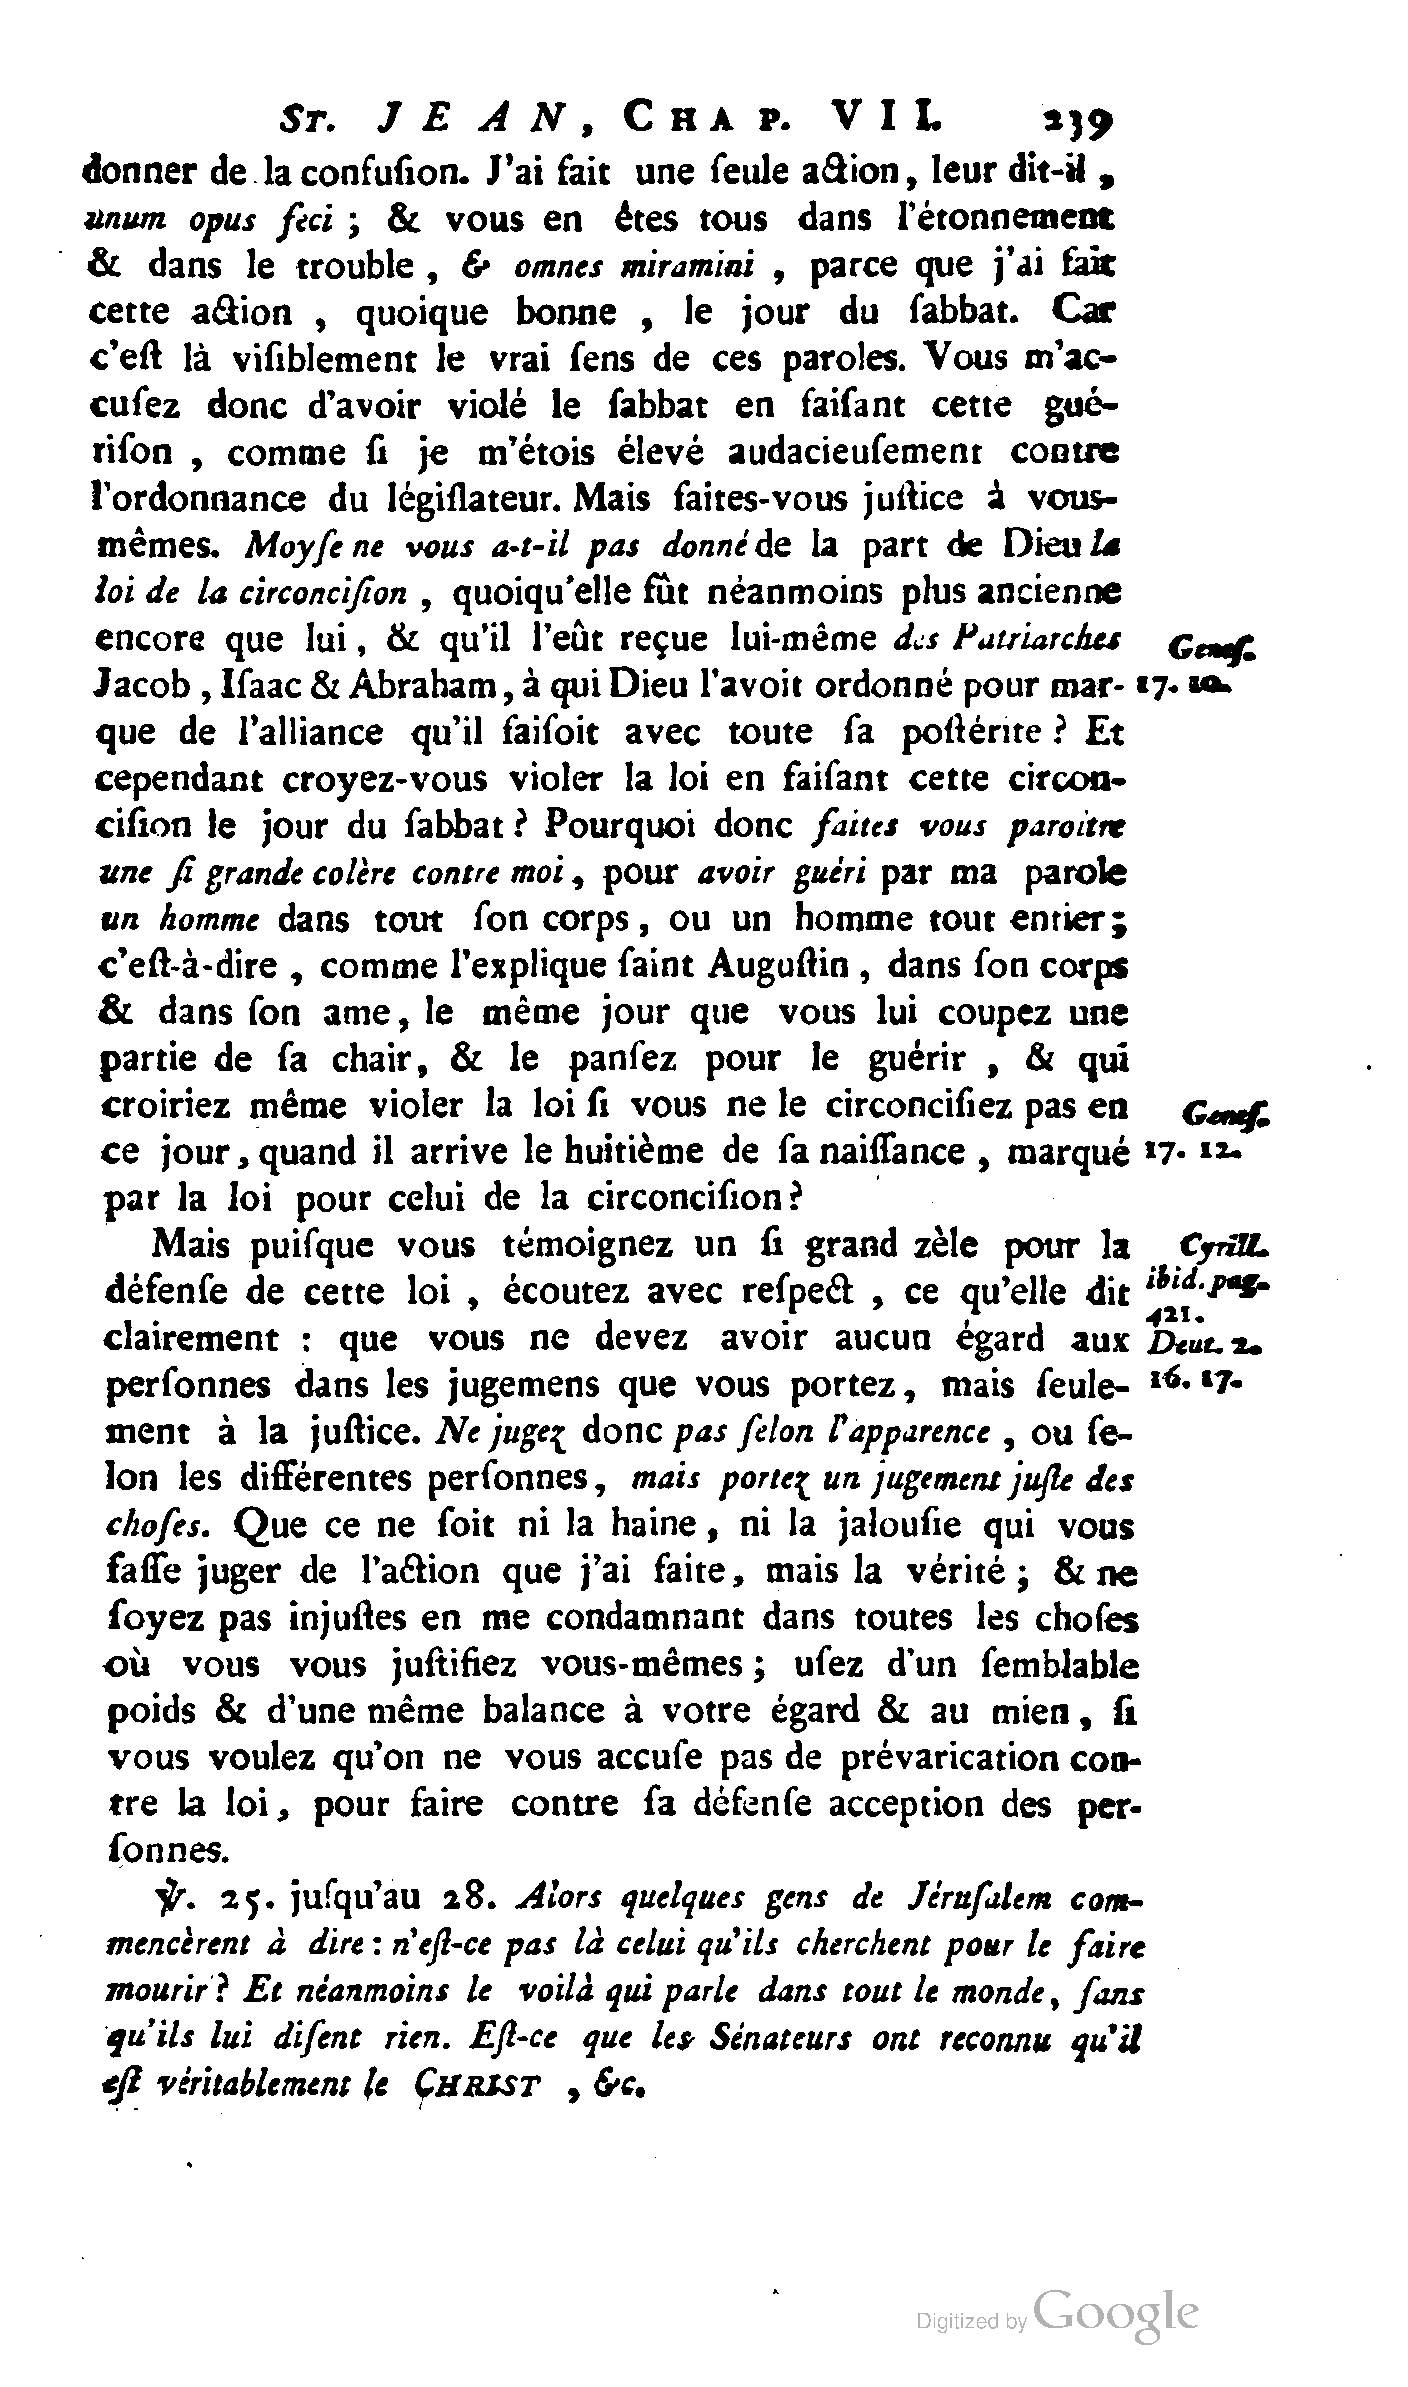 ST. JEAN, CHAP. VII. 239
donner de la confuſion. J'ai fait une ſeule action, leur dit-il,
unum opus feci ; & vous en êtes tous dans l'étonnement
& dans le trouble, & omnes miramini, parce que j'ai fait
cette action, quoique bonne, le jour du ſabbat. Car
c'eſt là viſiblement le vrai ſens de ces paroles. Vous m'ac-
cuſez donc d'avoir violé le ſabbat en faiſant cette gué-
riſon, comme ſi je m'étois élevé audacieuſement contre
l'ordonnance du légiſlateur. Mais faites-vous juſtice à vous-
mêmes. Moyſe ne vous a-t-il pas donné de la part de Dieu la
loi de la circonciſion, quoiqu'elle fût néanmoins plus ancienne
encore que lui, & qu'il l'eût reçue lui-même des Patriarches
Geneſ.
Jacob, Iſaac & Abraham, à qui Dieu l'avoit ordonné pour mar-
17. 10.
que de l'alliance qu'il faiſoit avec toute ſa poſtérite ? Et
cependant croyez-vous violer la loi en faiſant cette circon-
ciſion le jour du ſabbat ? Pourquoi donc faites vous paroitre
une ſi grande colère contre moi, pour avoir guéri par ma parole
un homme dans tout ſon corps, ou un homme tout entier;
c'eſt-à-dire, comme l'explique ſaint Auguſtin, dans ſon corps
& dans ſon ame, le même jour que vous lui coupez une
partie de ſa chair, & le panſez pour le guérir, & qui
croiriez même violer la loi ſi vous ne le circonciſiez pas en
Geneſ.
ce jour, quand il arrive le huitième de ſa naiſſance, marqué
17. 12.
par la loi pour celui de la circonciſion?
Mais puiſque vous témoignez un ſi grand zèle pour la
Cyrill.
défenſe de cette loi, écoutez avec reſpect, ce qu'elle dit
ibid. pag.
421.
clairement : que vous ne devez avoir aucun égard aux
Deut. 2.
perſonnes dans les jugemens que vous portez, mais ſeule-
16. 17.
ment à la juſtice. Ne jugez donc pas ſelon l'apparence, ou ſe-
lon les différentes perſonnes, mais portez un jugement juſte des
choſes. Que ce ne ſoit ni la haine, ni la jalouſie qui vous
faſſe juger de l'action que j'ai faite, mais la vérité ; & ne
ſoyez pas injuſtes en me condamnant dans toutes les choſes
où vous vous juſtifiez vous-mêmes ; uſez d'un ſemblable
poids & d'une même balance à votre égard & au mien, ſi
vous voulez qu'on ne vous accuſe pas de prévarication con-
tre la loi, pour faire contre ſa défenſe acception des per-
ſonnes.
℣. 25. juſqu'au 28. Alors quelques gens de Jéruſalem com-
mencèrent à dire : n'eſt-ce pas là celui qu'ils cherchent pour le faire
mourir ? Et néanmoins le voilà qui parle dans tout le monde, ſans
qu'ils lui diſent rien. Eſt-ce que les Sénateurs ont reconnu qu'il
eſt véritablement le CHRIST, &c.
Digitized by Google